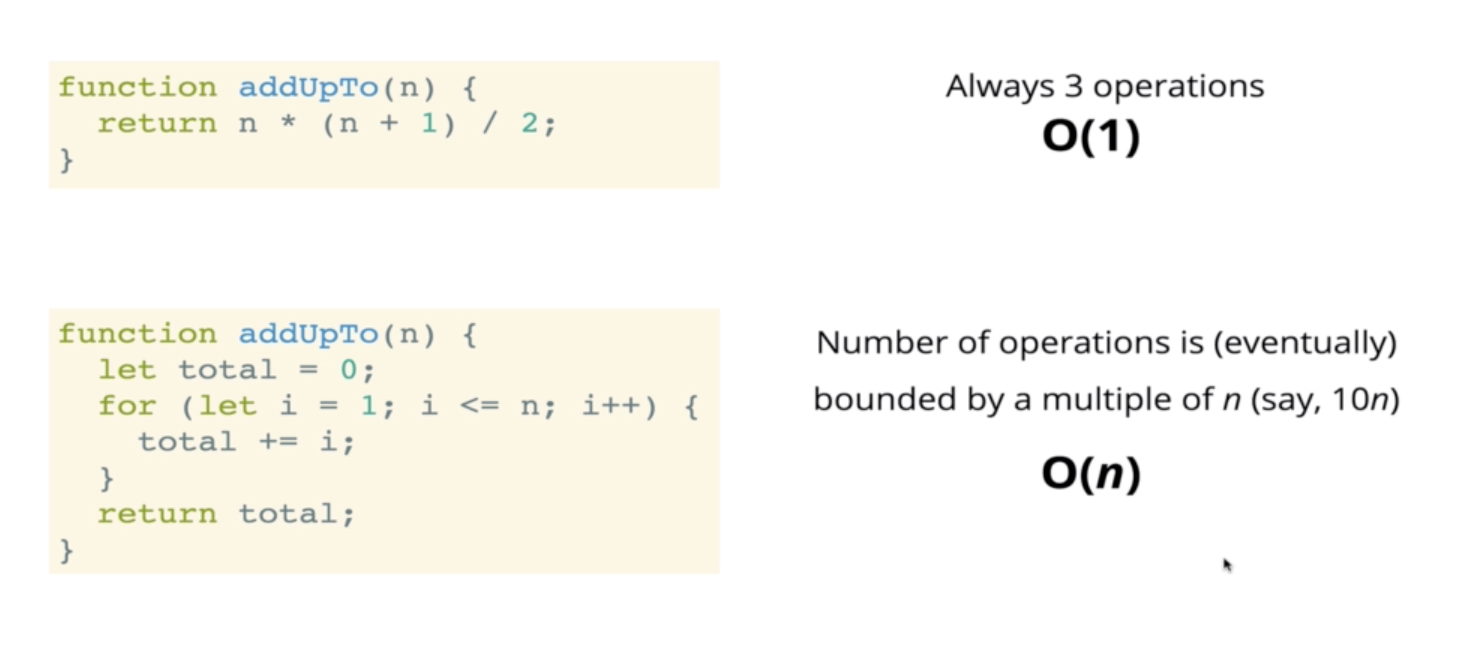 function addUpTo(n) {
  return n * (n + 1) / 2;
}
Always 3 operations
O(1)
function addUpTo(n) {
  let total = 0;
  for (let i = 1; i <= n; i++) {
    total += i;
  }
  return total;
}
Number of operations is (eventually)
bounded by a multiple of n (say, 10n)
O(n)